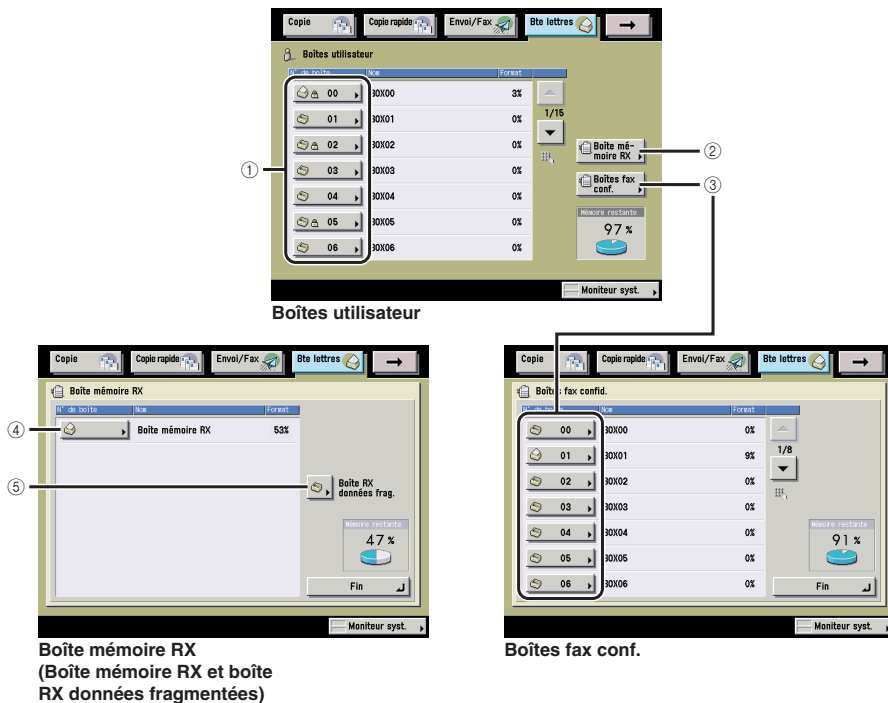 Copie Copie rapide Envoi/Fax Bte lettres →
Boîtes utilisateur
N° de boîte Nom Format
00 BOX00 3%
01 BOX01 0%
02 BOX02 0%
03 BOX03 0%
04 BOX04 0%
05 BOX05 0%
06 BOX06 0%
1/15
Boîte mé-
moire RX
Boîtes fax
conf.
Mémoire restante
97 %
Moniteur syst.
①
②
③
Boîtes utilisateur
Copie Copie rapide Envoi/Fax Bte lettres →
Boîte mémoire RX
N° de boîte Nom Format
Boîte mémoire RX 53%
Boîte RX
données frag.
Mémoire restante
47 %
Fin
Moniteur syst.
④
⑤
Boîte mémoire RX
(Boîte mémoire RX et boîte
RX données fragmentées)
Copie Copie rapide Envoi/Fax Bte lettres →
Boîtes fax confid.
N° de boîte Nom Format
00 BOX00 0%
01 BOX01 9%
02 BOX02 0%
03 BOX03 0%
04 BOX04 0%
05 BOX05 0%
06 BOX06 0%
1/8
Mémoire restante
91 %
Fin
Moniteur syst.
Boîtes fax conf.